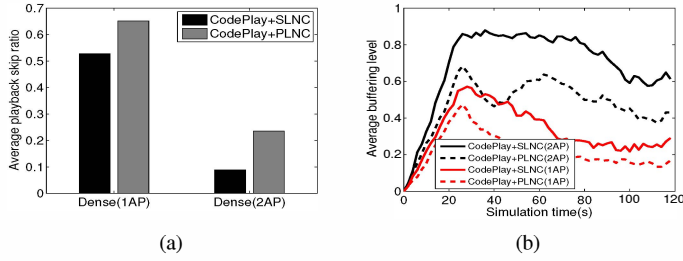 Average playback skip ratio
0.7
0.6
0.5
0.4
0.3
0.2
0.1
0
CodePlay+SLNC
CodePlay+PLNC
Dense(1AP)
Dense(2AP)
(a)
Average buffering level
1
0.8
0.6
0.4
0.2
0
CodePlay+SLNC(2AP)
CodePlay+PLNC(2AP)
CodePlay+SLNC(1AP)
CodePlay+PLNC(1AP)
0 20 40 60 80 100 120
Simulation time(s)
(b)